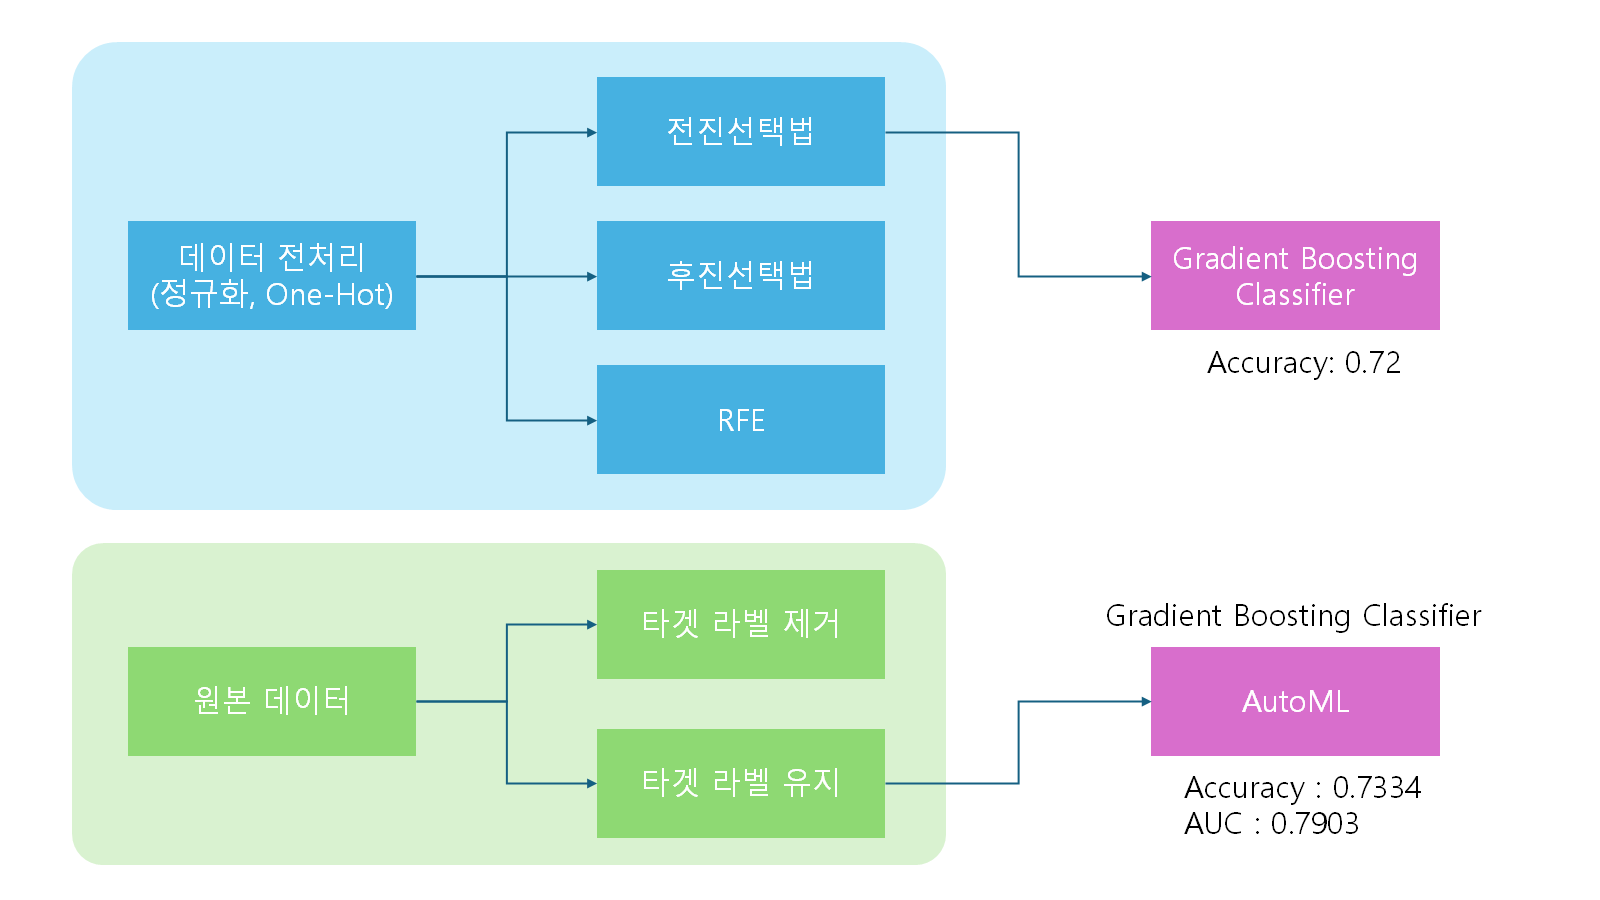 전진선택법
데이터 전처리
(정규화, One-Hot)
후진선택법
RFE
Gradient Boosting
Classifier
Accuracy: 0.72
타겟 라벨 제거
원본 데이터
타겟 라벨 유지
Gradient Boosting Classifier
AutoML
Accuracy : 0.7334
AUC : 0.7903